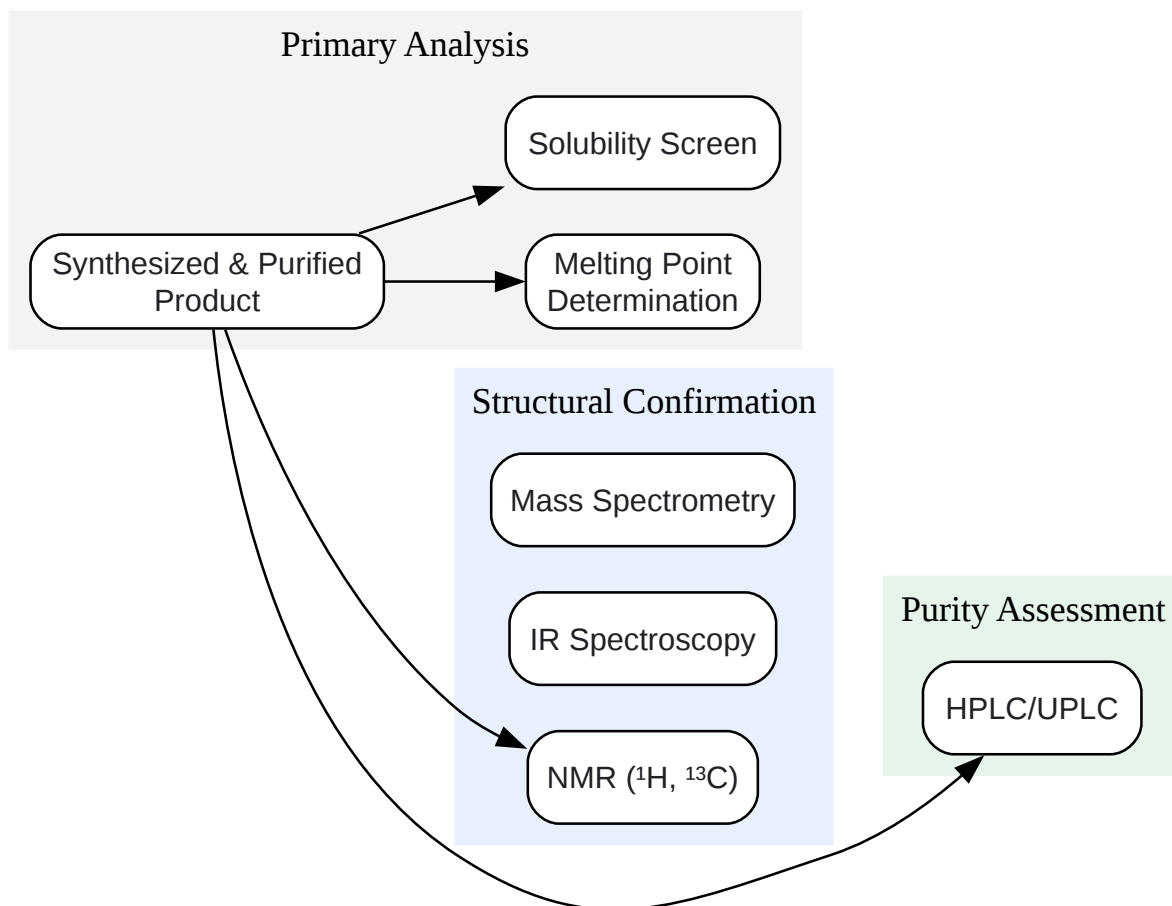 Primary Analysis
Solubility Screen
Synthesized & Purified
Product
Melting Point
Determination
Structural Confirmation
Mass Spectrometry
IR Spectroscopy
NMR (¹H, ¹³C)
Purity Assessment
HPLC/UPLC